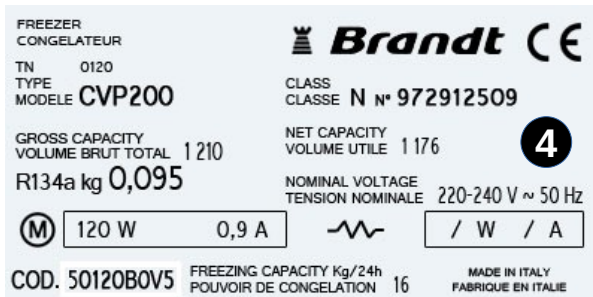 FREEZER
CONGELATEUR
Brandt CE
TN 0120
TYPE
MODELE CVP200
CLASS
CLASSE N N° 972912509
GROSS CAPACITY
VOLUME BRUT TOTAL l 210
NET CAPACITY
VOLUME UTILE l 176
4
R134a kg 0,095
NOMINAL VOLTAGE
TENSION NOMINALE 220-240 V ~ 50 Hz
M 120 W 0,9 A / W / A
COD. 50120B0V5
FREEZING CAPACITY Kg/24h
POUVOIR DE CONGELATION 16
MADE IN ITALY
FABRIQUE EN ITALIE